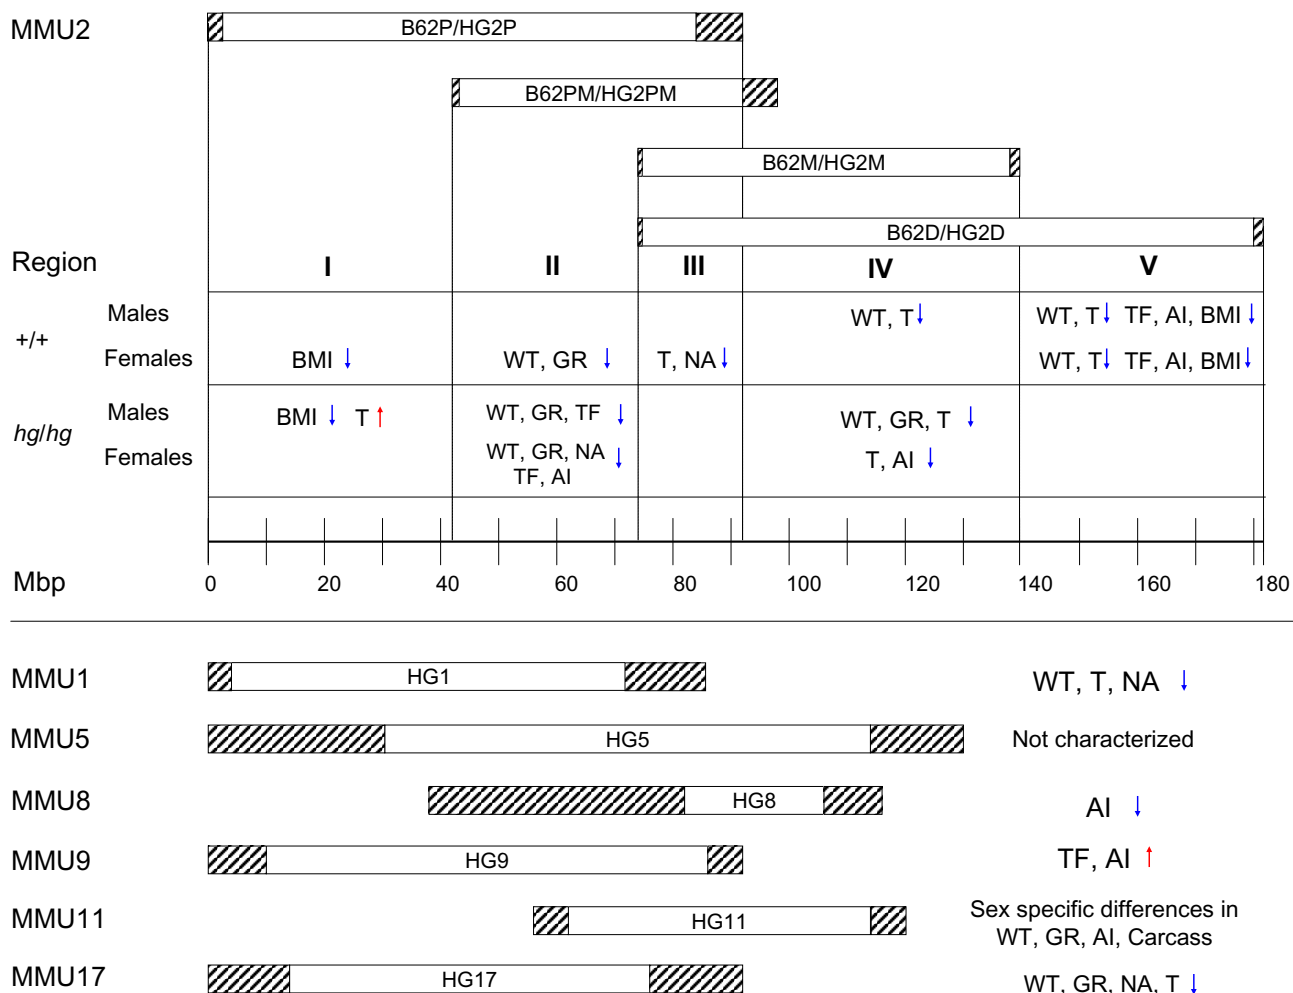 MMU2
B62P/HG2P
B62PM/HG2PM
B62M/HG2M
B62D/HG2D
Region I II III IV V
+/+
Males WT, T↓ WT, T↓ TF, AI, BMI↓
Females BMI ↓ WT, GR ↓ T, NA↓ WT, T↓ TF, AI, BMI↓
hg/hg
Males BMI ↓ T ↑ WT, GR, TF ↓ WT, GR, T ↓
Females WT, GR, NA ↓ T, AI ↓
TF, AI
Mbp 0 20 40 60 80 100 120 140 160 180
MMU1 HG1 WT, T, NA ↓
MMU5 HG5 Not characterized
MMU8 HG8 AI ↓
MMU9 HG9 TF, AI ↑
MMU11 HG11 Sex specific differences in
WT, GR, AI, Carcass
MMU17 HG17 WT, GR, NA, T ↓